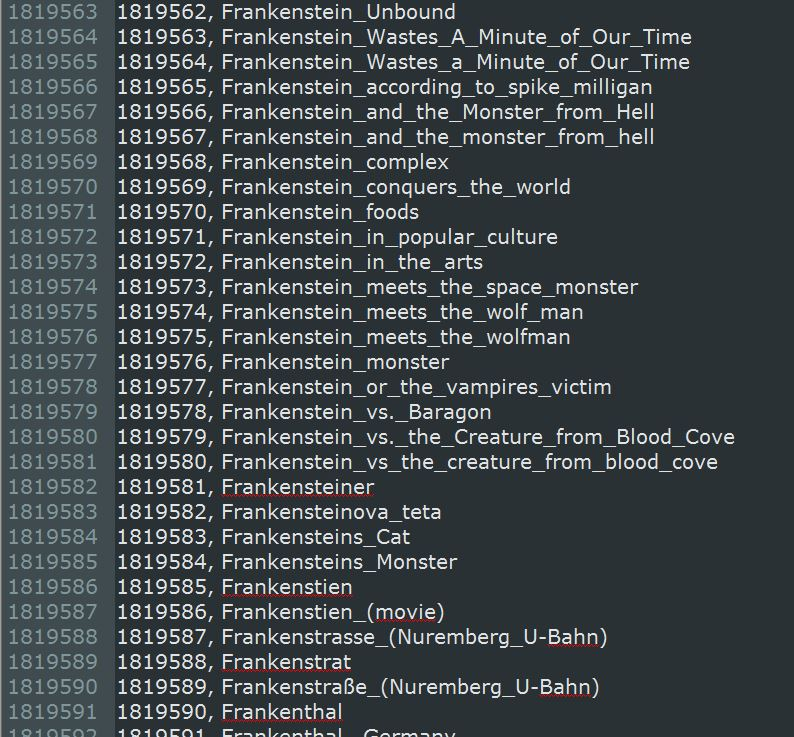 1819563 1819562, Frankenstein_Unbound
1819564 1819563, Frankenstein_Wastes_A_Minute_of_Our_Time
1819565 1819564, Frankenstein_Wastes_a_Minute_of_Our_Time
1819566 1819565, Frankenstein_according_to_spike_milligan
1819567 1819566, Frankenstein_and_the_Monster_from_Hell
1819568 1819567, Frankenstein_and_the_monster_from_hell
1819569 1819568, Frankenstein_complex
1819570 1819569, Frankenstein_conquers_the_world
1819571 1819570, Frankenstein_foods
1819572 1819571, Frankenstein_in_popular_culture
1819573 1819572, Frankenstein_in_the_arts
1819574 1819573, Frankenstein_meets_the_space_monster
1819575 1819574, Frankenstein_meets_the_wolf_man
1819576 1819575, Frankenstein_meets_the_wolfman
1819577 1819576, Frankenstein_monster
1819578 1819577, Frankenstein_or_the_vampires_victim
1819579 1819578, Frankenstein_vs._Baragon
1819580 1819579, Frankenstein_vs._the_Creature_from_Blood_Cove
1819581 1819580, Frankenstein_vs_the_creature_from_blood_cove
1819582 1819581, Frankensteiner
1819583 1819582, Frankensteinova_teta
1819584 1819583, Frankensteins_Cat
1819585 1819584, Frankensteins_Monster
1819586 1819585, Frankenstien
1819587 1819586, Frankenstien_(movie)
1819588 1819587, Frankenstrasse_(Nuremberg_U-Bahn)
1819589 1819588, Frankenstrat
1819590 1819589, Frankenstraße_(Nuremberg_U-Bahn)
1819591 1819590, Frankenthal
1819592 1819591, Frankenthal,_Germany